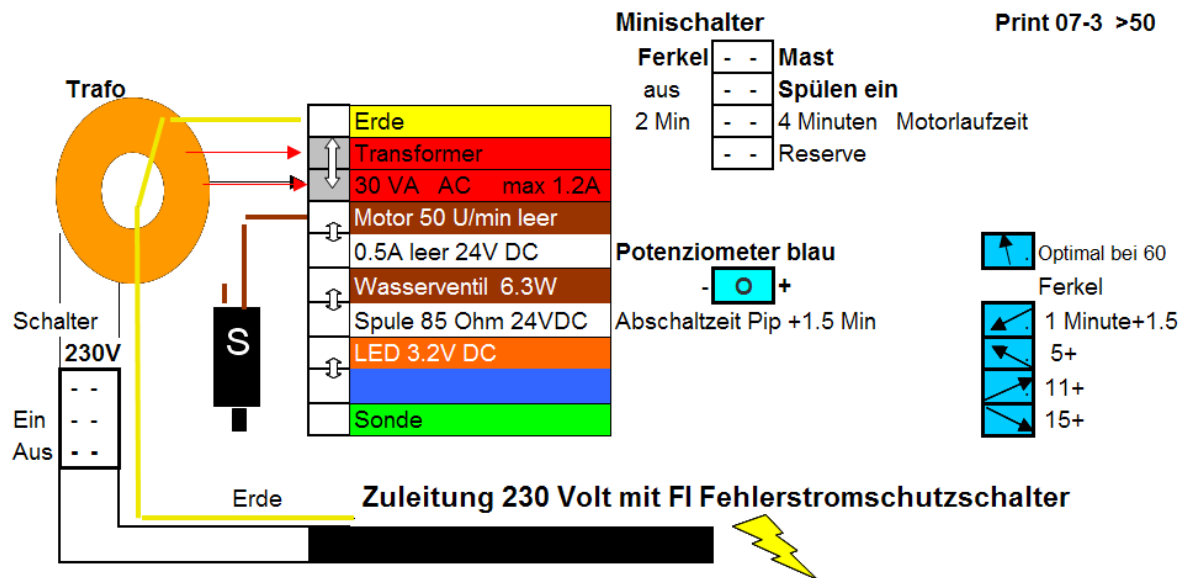 Minischalter
Print 07-3 >50
Ferkel - - Mast
aus - - Spülen ein
2 Min - - 4 Minuten Motorlaufzeit
- - Reserve
Trafo
Erde
Transformer
30 VA AC max 1.2A
Motor 50 U/min leer
0.5A leer 24V DC
Wasserventil 6.3W
Spule 85 Ohm 24VDC
LED 3.2V DC
Sonde
Potenziometer blau
- O +
Abschaltzeit Pip +1.5 Min
Optimal bei 60
Ferkel
1 Minute+1.5
5+
11+
15+
S
Schalter
230V
- -
Ein - -
Aus - -
Erde
Zuleitung 230 Volt mit FI Fehlerstromschutzschalter